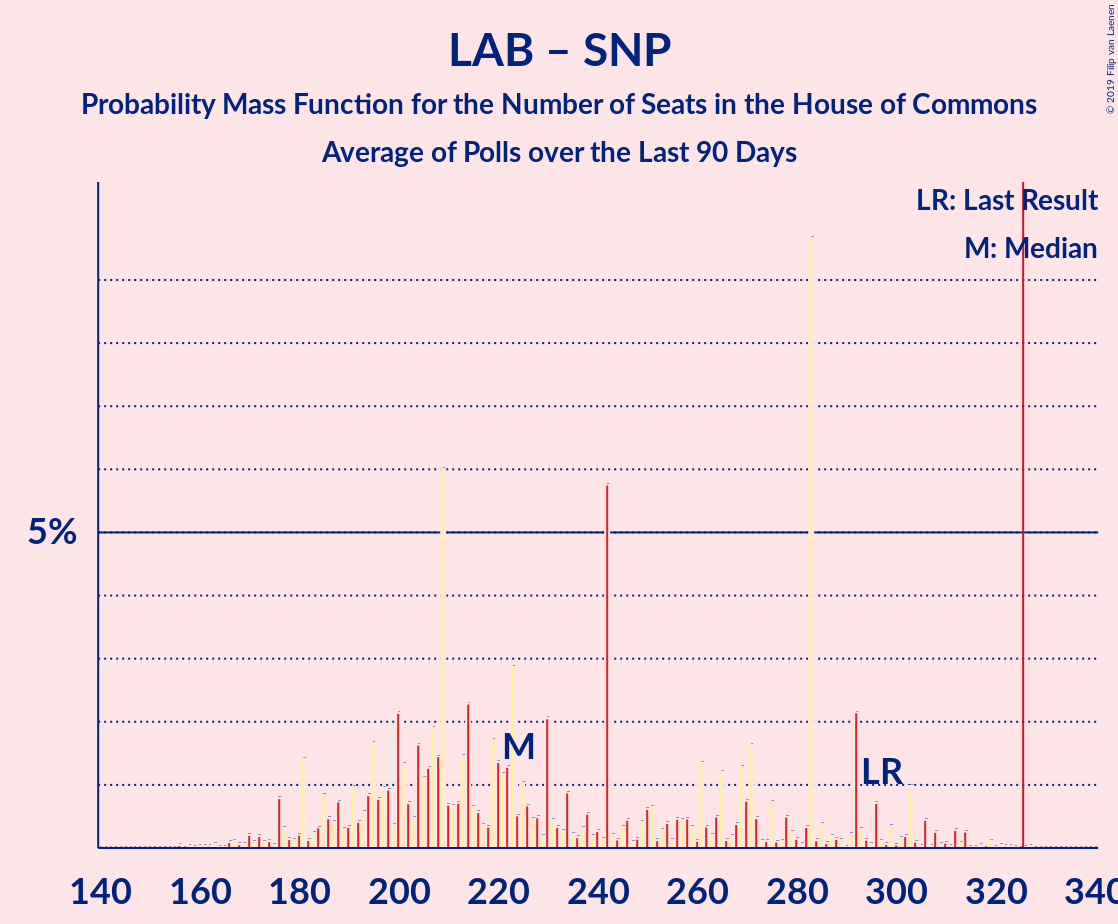 LAB – SNP
Probability Mass Function for the Number of Seats in the House of Commons
Average of Polls over the Last 90 Days
© 2019 Filip van Laenen
LR: Last Result
M: Median
5%
M
LR
140 160 180 200 220 240 260 280 300 320 340